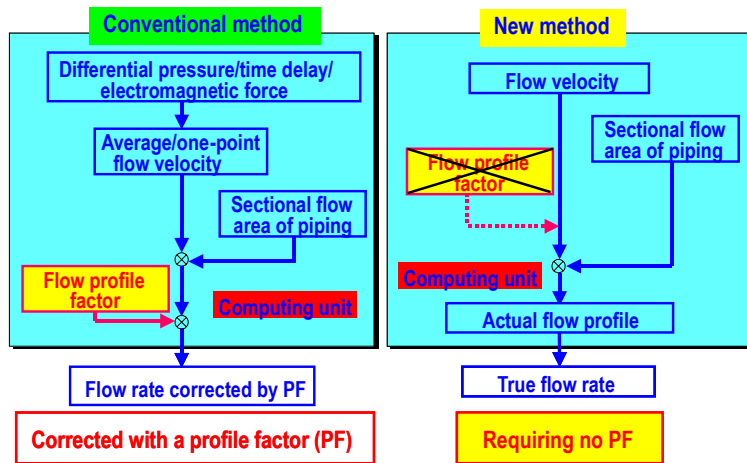 Conventional method
Differential pressure/time delay/
electromagnetic force
Average/one-point
flow velocity
Sectional flow
area of piping
Flow profile
factor
Computing unit
Flow rate corrected by PF
Corrected with a profile factor (PF)
New method
Flow velocity
Sectional flow
area of piping
Flow profile
factor
Computing unit
Actual flow profile
True flow rate
Requiring no PF